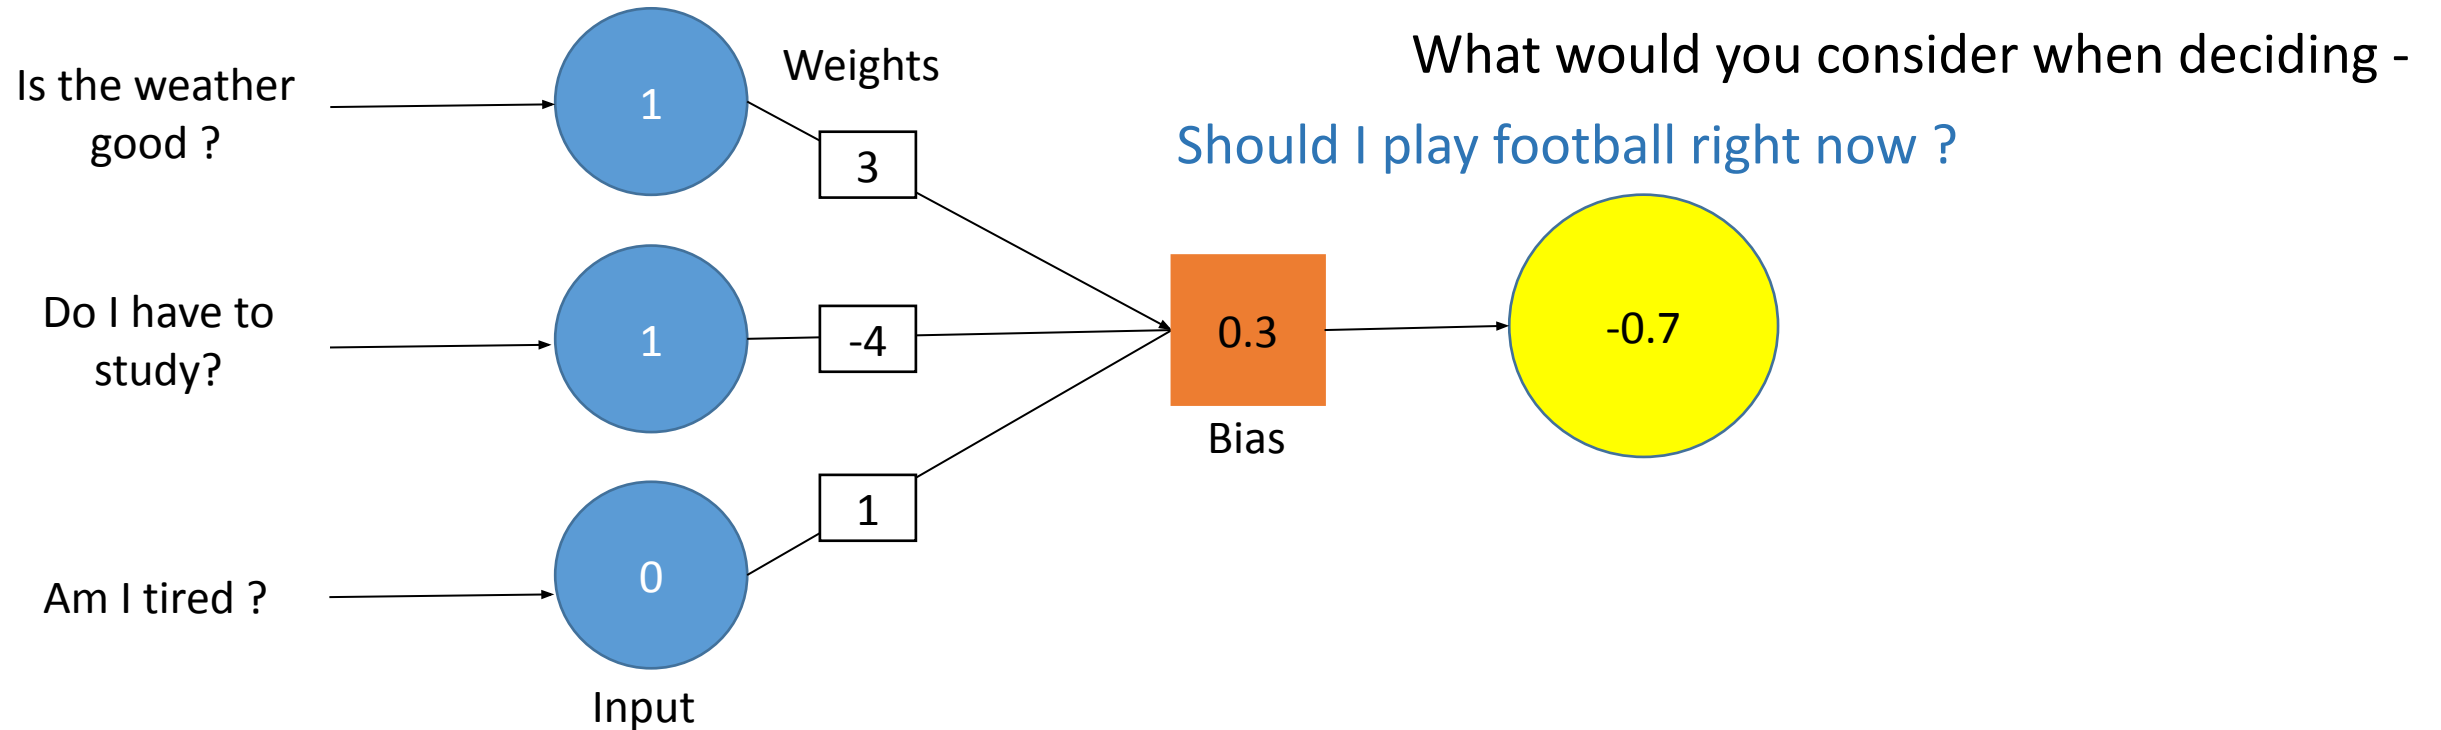 What would you consider when deciding -
Should I play football right now ?
Is the weather
good ?
1
Weights
3
Do I have to
study?
1
-4
0.3
-0.7
Bias
Am I tired ?
0
1
Input